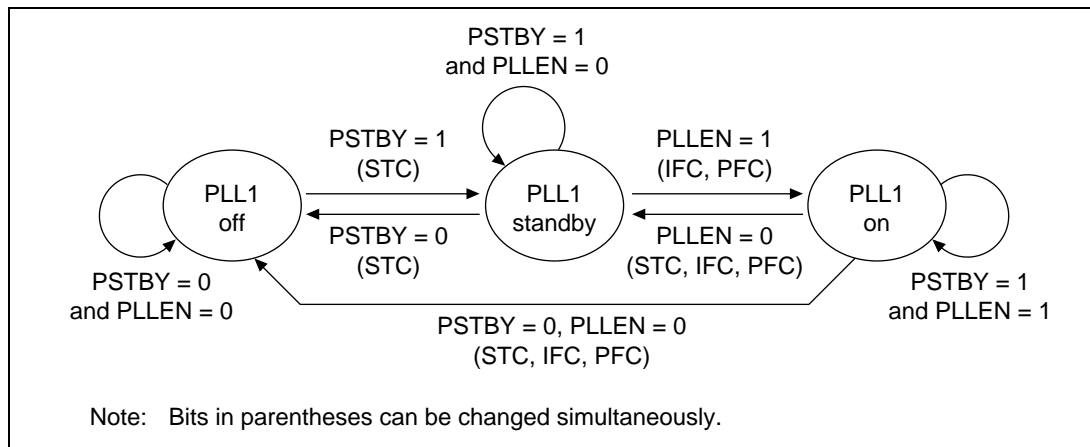 PSTBY = 1
and PLLEN = 0
PSTBY = 1
(STC)
PLLEN = 1
(IFC, PFC)
PLL1
off
PLL1
standby
PLL1
on
PSTBY = 0
(STC)
PLLEN = 0
(STC, IFC, PFC)
PSTBY = 0
and PLLEN = 0
PSTBY = 1
and PLLEN = 1
PSTBY = 0, PLLEN = 0
(STC, IFC, PFC)
Note: Bits in parentheses can be changed simultaneously.